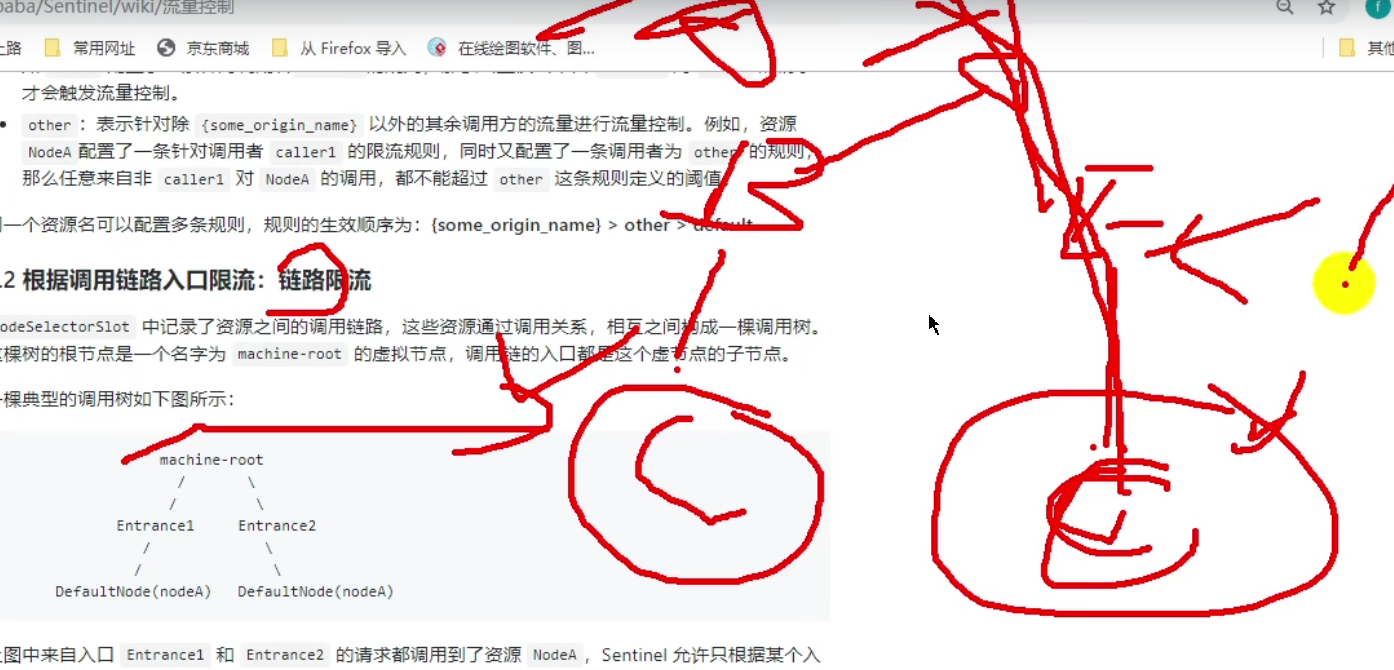 baba/Sentinel/wiki/流量控制
上路 常用网址 京东商城 从 Firefox 导入 在线绘图软件、图... 其他
才会触发流量控制。
• other : 表示针对除 {some_origin_name} 以外的其余调用方的流量进行流量控制。例如，资源
NodeA 配置了一条针对调用者 caller1 的限流规则，同时又配置了一条调用者为 other 的规则，
那么任意来自非 caller1 对 NodeA 的调用，都不能超过 other 这条规则定义的阈值
一个资源名可以配置多条规则，规则的生效顺序为：{some_origin_name} > other > default
.2 根据调用链路入口限流：链路限流
odeSelectorSlot 中记录了资源之间的调用链路，这些资源通过调用关系，相互之间构成一棵调用树。
棵树的根节点是一个名字为 machine-root 的虚拟节点，调用链的入口都是这个虚节点的子节点。
棵典型的调用树如下图所示：
machine-root
/ \
/ \
Entrance1 Entrance2
/ \
/ \
DefaultNode(nodeA) DefaultNode(nodeA)
图中来自入口 Entrance1 和 Entrance2 的请求都调用到了资源 NodeA ，Sentinel 允许只根据某个入